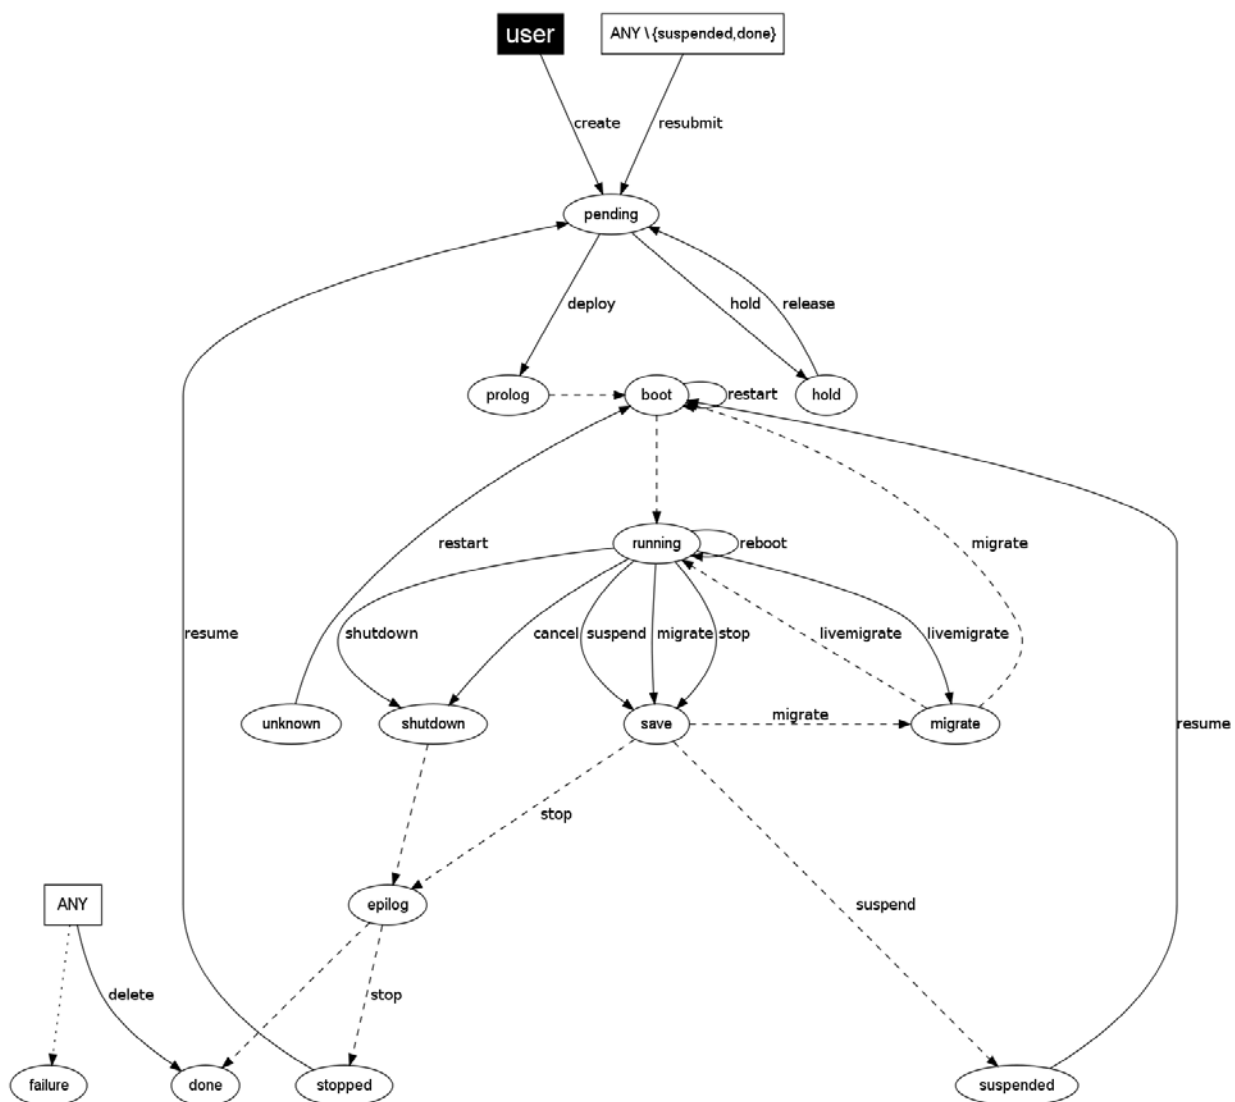 user
ANY \ {suspended,done}
create
resubmit
pending
deploy
hold
release
prolog
boot
restart
hold
restart
running
reboot
migrate
resume
shutdown
cancel
suspend
migrate
stop
livemigrate
livemigrate
unknown
shutdown
save
migrate
migrate
resume
stop
ANY
epilog
suspend
delete
stop
failure
done
stopped
suspended